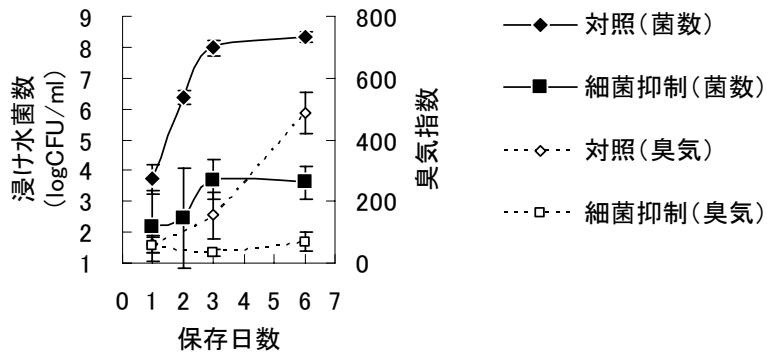 浸け水菌数
(logCFU/ml)
9
8
7
6
5
4
3
2
1
800
600
400
200
0
臭気指数
0 1 2 3 4 5 6 7
保存日数
対照(菌数)
細菌抑制(菌数)
対照(臭気)
細菌抑制(臭気)